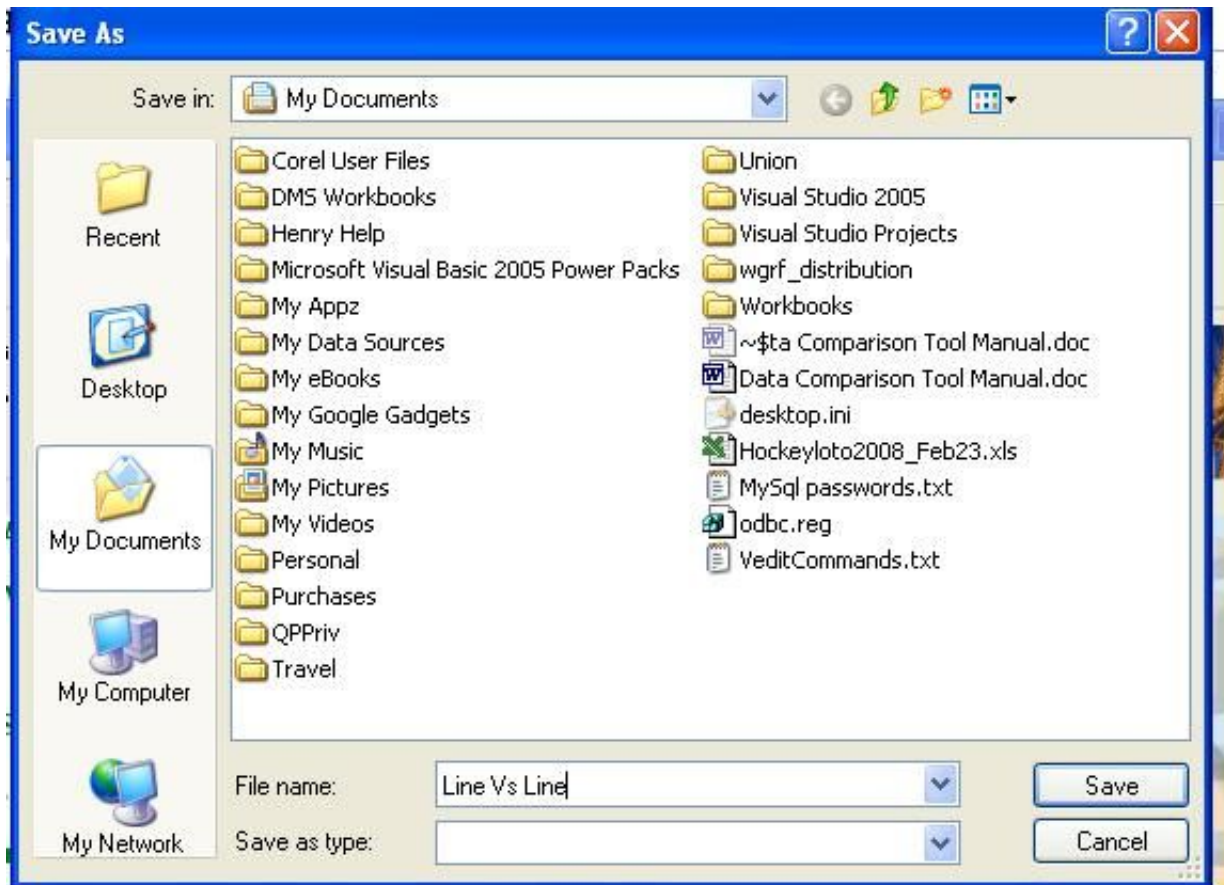 Save As
Save in:
My Documents
Recent
Desktop
My Documents
My Computer
My Network
Corel User Files
DMS Workbooks
Henry Help
Microsoft Visual Basic 2005 Power Packs
My Appz
My Data Sources
My eBooks
My Google Gadgets
My Music
My Pictures
My Videos
Personal
Purchases
QPPriv
Travel
Union
Visual Studio 2005
Visual Studio Projects
wgrf_distribution
Workbooks
~$ta Comparison Tool Manual.doc
Data Comparison Tool Manual.doc
desktop.ini
Hockeyloto2008_Feb23.xls
MySql passwords.txt
odbc.reg
VeditCommands.txt
File name:
Line Vs Line
Save
Save as type:
Cancel